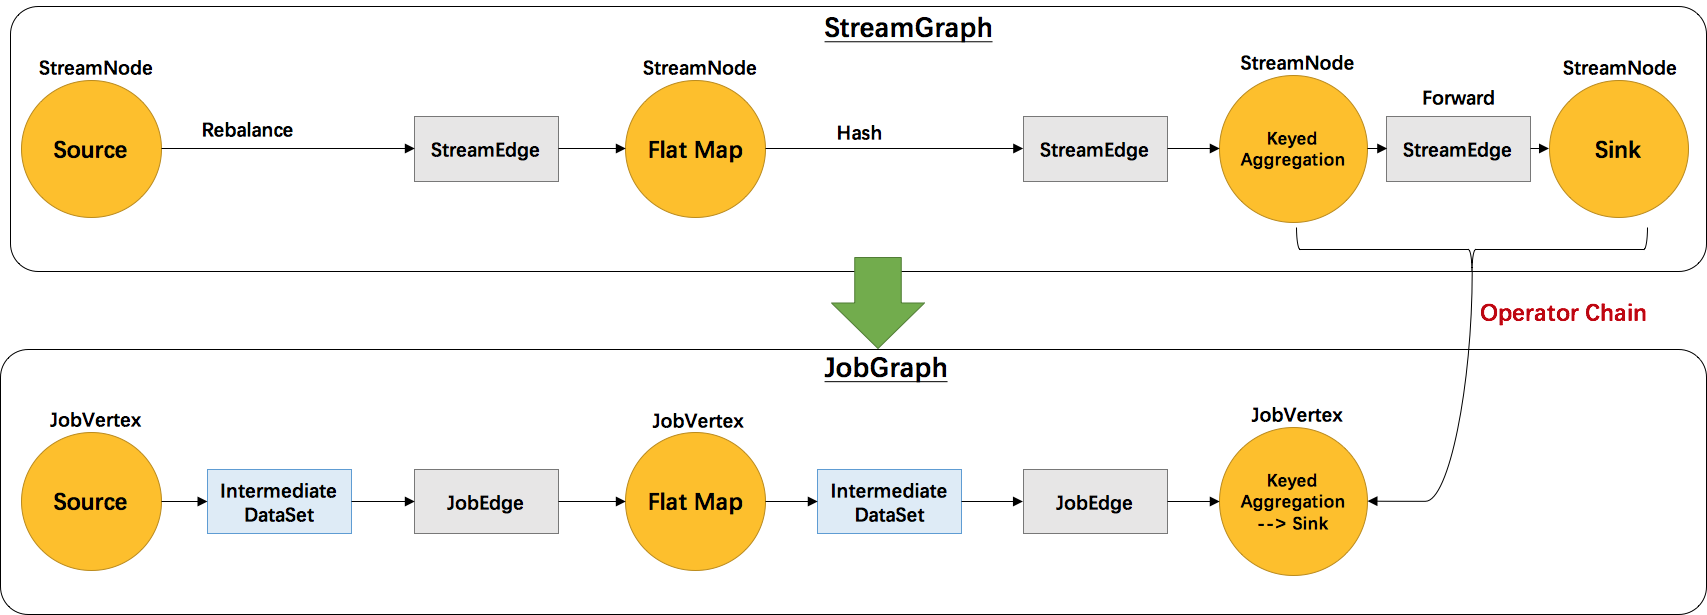 StreamGraph
StreamNode
Source
Rebalance
StreamEdge
StreamNode
Flat Map
Hash
StreamEdge
StreamNode
Keyed
Aggregation
Forward
StreamEdge
StreamNode
Sink
Operator Chain
JobGraph
JobVertex
Source
Intermediate
DataSet
JobEdge
JobVertex
Flat Map
Intermediate
DataSet
JobEdge
JobVertex
Keyed
Aggregation
--> Sink